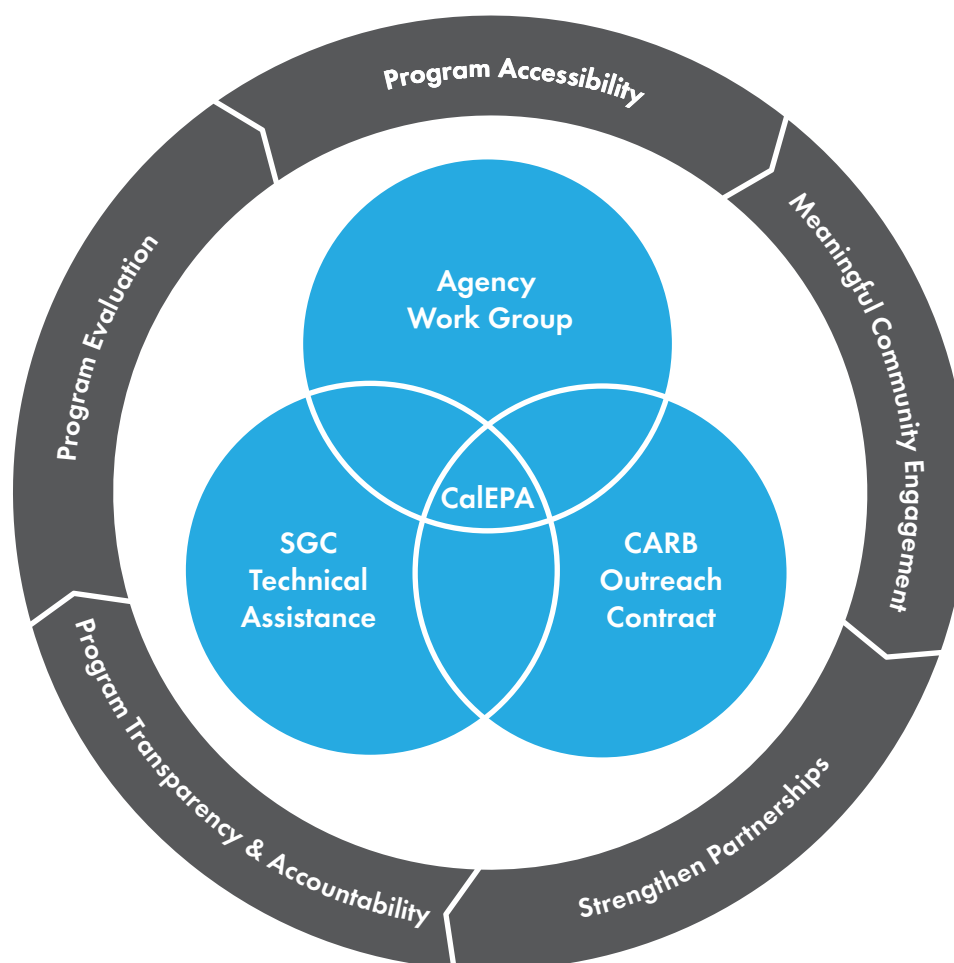 Program Accessibility
Meaningful Community Engagement
Strengthen Partnerships
Program Transparency & Accountability
Program Evaluation
Agency
Work Group
CalEPA
SGC
Technical
Assistance
CARB
Outreach
Contract